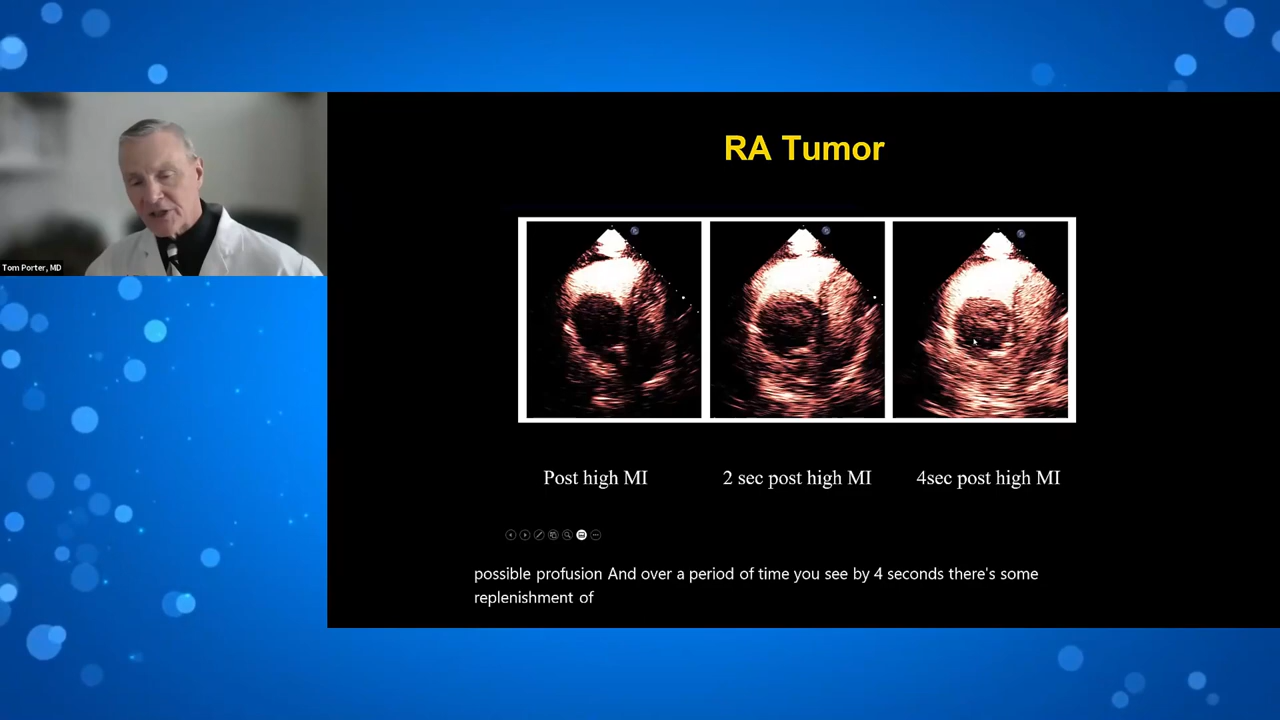 RA Tumor
Tom Porter, MD
Post high MI
2 sec post high MI
4sec post high MI
possible profusion And over a period of time you see by 4 seconds there's some
replenishment of